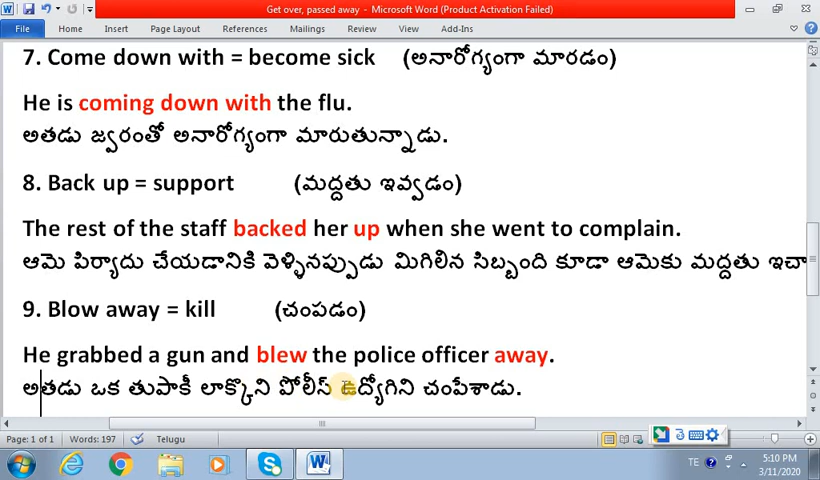 Get over, passed away - Microsoft Word (Product Activation Failed)
File Home Insert Page Layout References Mailings Review View Add-Ins
7. Come down with = become sick (అనారోగ్యంగా మారడం)
He is coming down with the flu.
అతడు జ్వరంతో అనారోగ్యంగా మారుతున్నాడు.
8. Back up = support (మద్దతు ఇవ్వడం)
The rest of the staff backed her up when she went to complain.
ఆమె పిర్యాదు చేయడానికి వెళ్ళినప్పుడు మిగిలిన సిబ్బంది కూడా ఆమెకు మద్దతు ఇచా
9. Blow away = kill (చంపడం)
He grabbed a gun and blew the police officer away.
అతడు ఒక తుపాకీ లాక్కొని పోలీస్ ఉద్యోగిని చంపేశాడు.
Page: 1 of 1 Words: 197 Telugu
TE 5:10 PM
3/11/2020